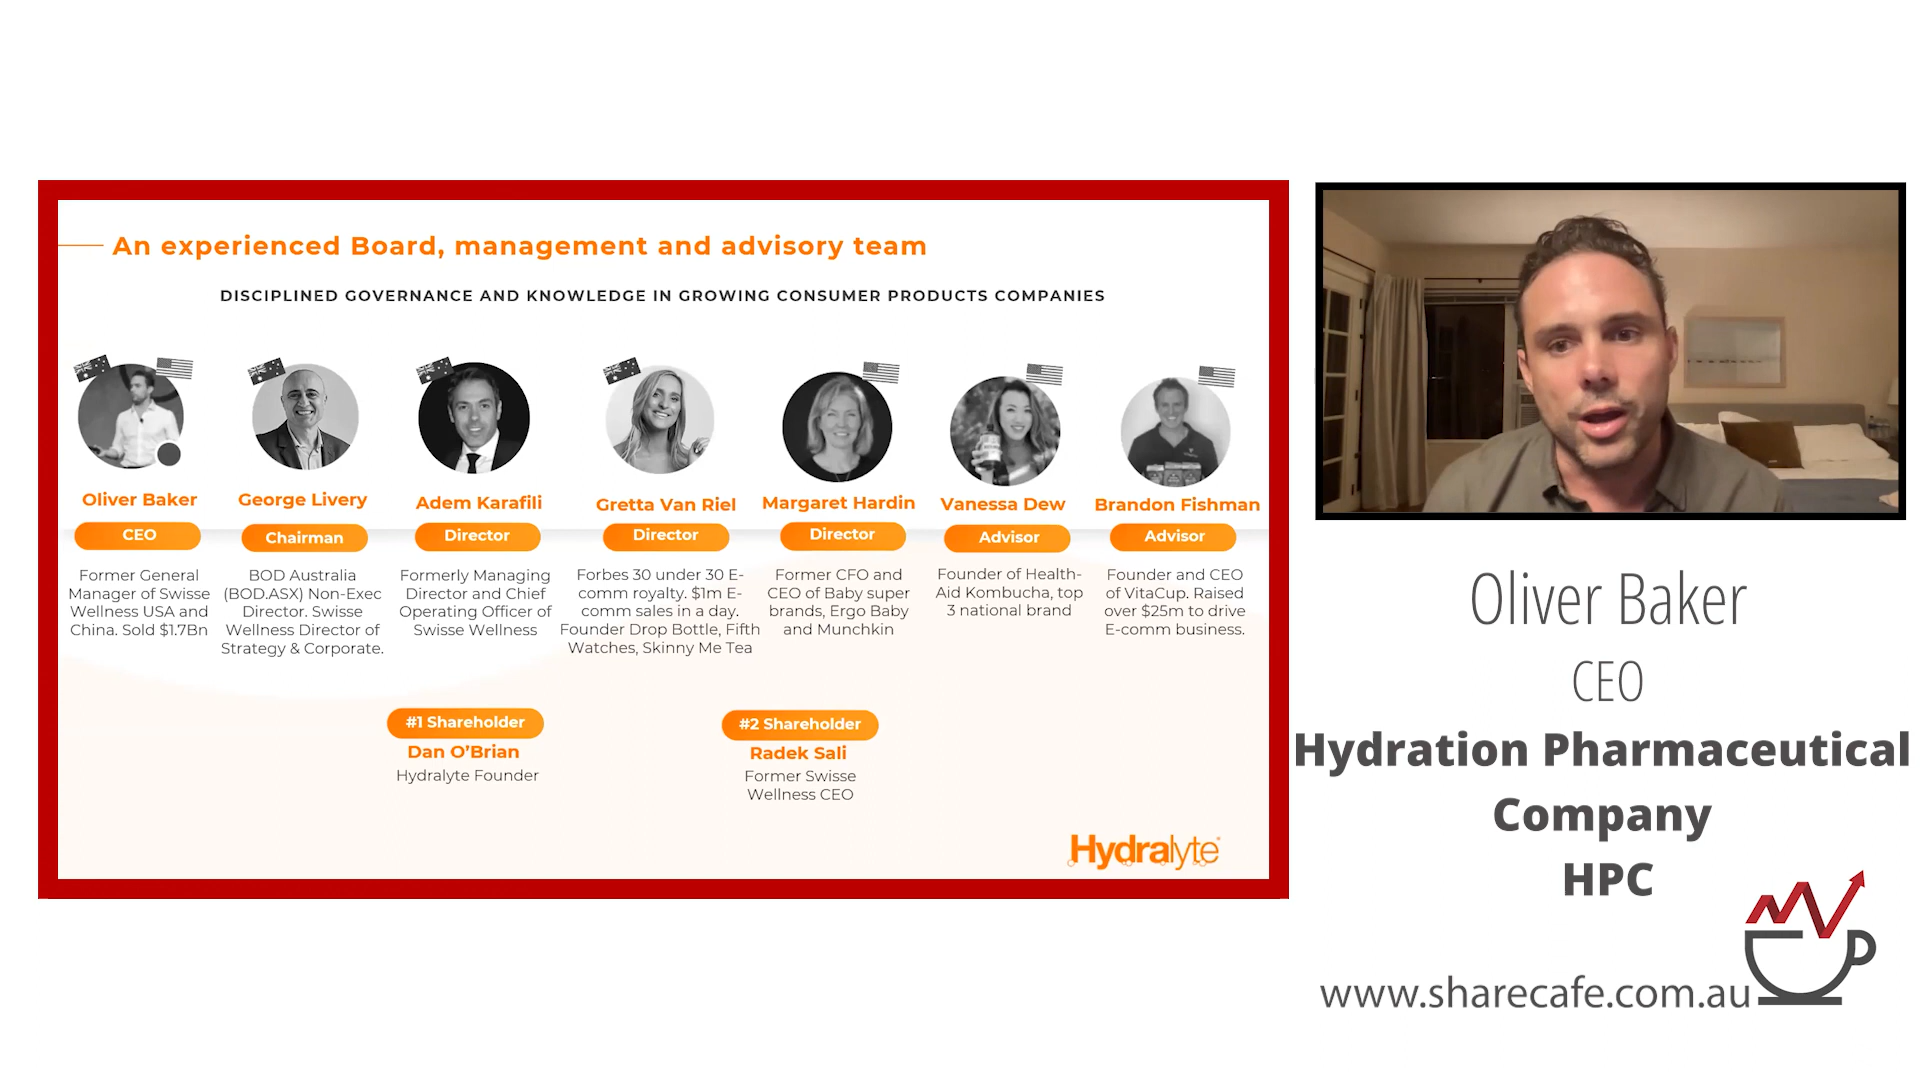 An experienced Board, management and advisory team
DISCIPLINED GOVERNANCE AND KNOWLEDGE IN GROWING CONSUMER PRODUCTS COMPANIES
Oliver Baker
CEO
Former General
Manager of Swisse
Wellness USA and
China. Sold $1.7Bn
George Livery
Chairman
BOD Australia
(BOD.ASX) Non-Exec
Director. Swisse
Wellness Director of
Strategy & Corporate.
Adem Karafili
Director
Formerly Managing
Director and Chief
Operating Officer of
Swisse Wellness
Gretta Van Riel
Director
Forbes 30 under 30 E-
comm royalty. $1m E-
comm sales in a day.
Founder Drop Bottle, Fifth
Watches, Skinny Me Tea
Margaret Hardin
Director
Former CFO and
CEO of Baby super
brands, Ergo Baby
and Munchkin
Vanessa Dew
Advisor
Founder of Health-
Aid Kombucha, top
3 national brand
Brandon Fishman
Advisor
Founder and CEO
of VitaCup. Raised
over $25m to drive
E-comm business.
#1 Shareholder
Dan O’Brian
Hydralyte Founder
#2 Shareholder
Radek Sali
Former Swisse
Wellness CEO
Hydralyte
Oliver Baker
CEO
Hydration Pharmaceutical
Company
HPC
www.sharecafe.com.au